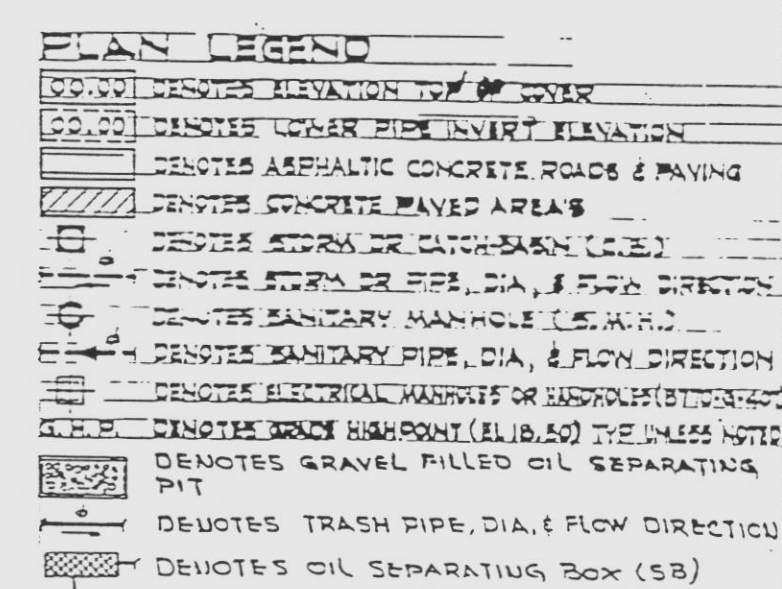 PLAN LEGEND
00.00 DENOTES ELEVATION TOP OF COVER
00.00 DENOTES LOWER PIPE INVERT ELEVATION
DENOTES ASPHALTIC CONCRETE ROADS & PAVING
DENOTES CONCRETE PAVED AREA'S
DENOTES STORM DR CATCH-BASIN (C.B.)
DENOTES STORM DR PIPE, DIA, & FLOW DIRECTION
DENOTES SANITARY MANHOLE (S.M.H.)
DENOTES SANITARY PIPE, DIA, & FLOW DIRECTION
DENOTES ELECTRICAL MANHOLES OR HANDHOLES
G.H.P. DENOTES GRADE HIGH POINT (EL 18.50) TYP UNLESS NOTED
DENOTES GRAVEL FILLED OIL SEPARATING
PIT
DENOTES TRASH PIPE, DIA, & FLOW DIRECTION
DENOTES OIL SEPARATING BOX (SB)